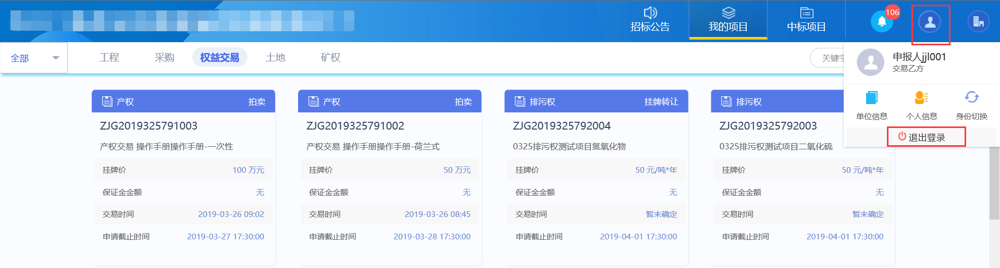 招标公告
我的项目
中标项目
106
全部
工程
采购
权益交易
土地
矿权
关键字
申报人jjl001
交易乙方
单位信息
个人信息
身份切换
退出登录
产权 拍卖
ZJG2019325791003
产权交易 操作手册操作手册-一次性
挂牌价 100 万元
保证金金额 无
交易时间 2019-03-26 09:02
申请截止时间 2019-03-27 17:30:00
产权 拍卖
ZJG2019325791002
产权交易 操作手册操作手册-荷兰式
挂牌价 50 万元
保证金金额 无
交易时间 2019-03-26 08:45
申请截止时间 2019-03-28 17:30:00
排污权 挂牌转让
ZJG2019325792004
0325排污权测试项目氮氧化物
挂牌价 50 元/吨*年
保证金金额 无
交易时间 暂未确定
申请截止时间 2019-04-01 17:30:00
排污权
ZJG2019325792003
0325排污权测试项目二氧化硫
挂牌价 50 元/吨*年
保证金金额 无
交易时间 暂未确定
申请截止时间 2019-04-01 17:30:00